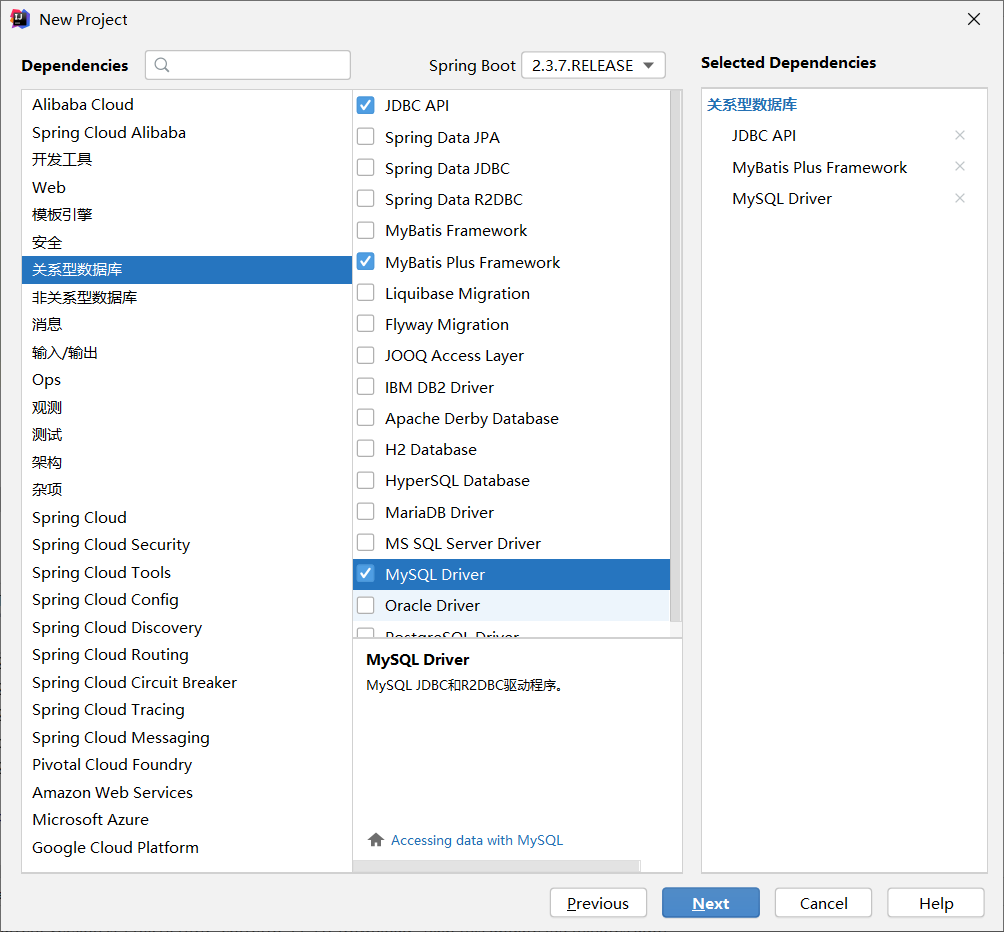 New Project
Dependencies
Spring Boot 2.3.7.RELEASE
Selected Dependencies
Alibaba Cloud
Spring Cloud Alibaba
开发工具
Web
模板引擎
安全
关系型数据库
非关系型数据库
消息
输入/输出
Ops
观测
测试
架构
杂项
Spring Cloud
Spring Cloud Security
Spring Cloud Tools
Spring Cloud Config
Spring Cloud Discovery
Spring Cloud Routing
Spring Cloud Circuit Breaker
Spring Cloud Tracing
Spring Cloud Messaging
Pivotal Cloud Foundry
Amazon Web Services
Microsoft Azure
Google Cloud Platform
JDBC API
Spring Data JPA
Spring Data JDBC
Spring Data R2DBC
MyBatis Framework
MyBatis Plus Framework
Liquibase Migration
Flyway Migration
JOOQ Access Layer
IBM DB2 Driver
Apache Derby Database
H2 Database
HyperSQL Database
MariaDB Driver
MS SQL Server Driver
MySQL Driver
Oracle Driver
PostgreSQL Driver
MySQL Driver
MySQL JDBC和R2DBC驱动程序。
Accessing data with MySQL
关系型数据库
JDBC API
MyBatis Plus Framework
MySQL Driver
Previous
Next
Cancel
Help